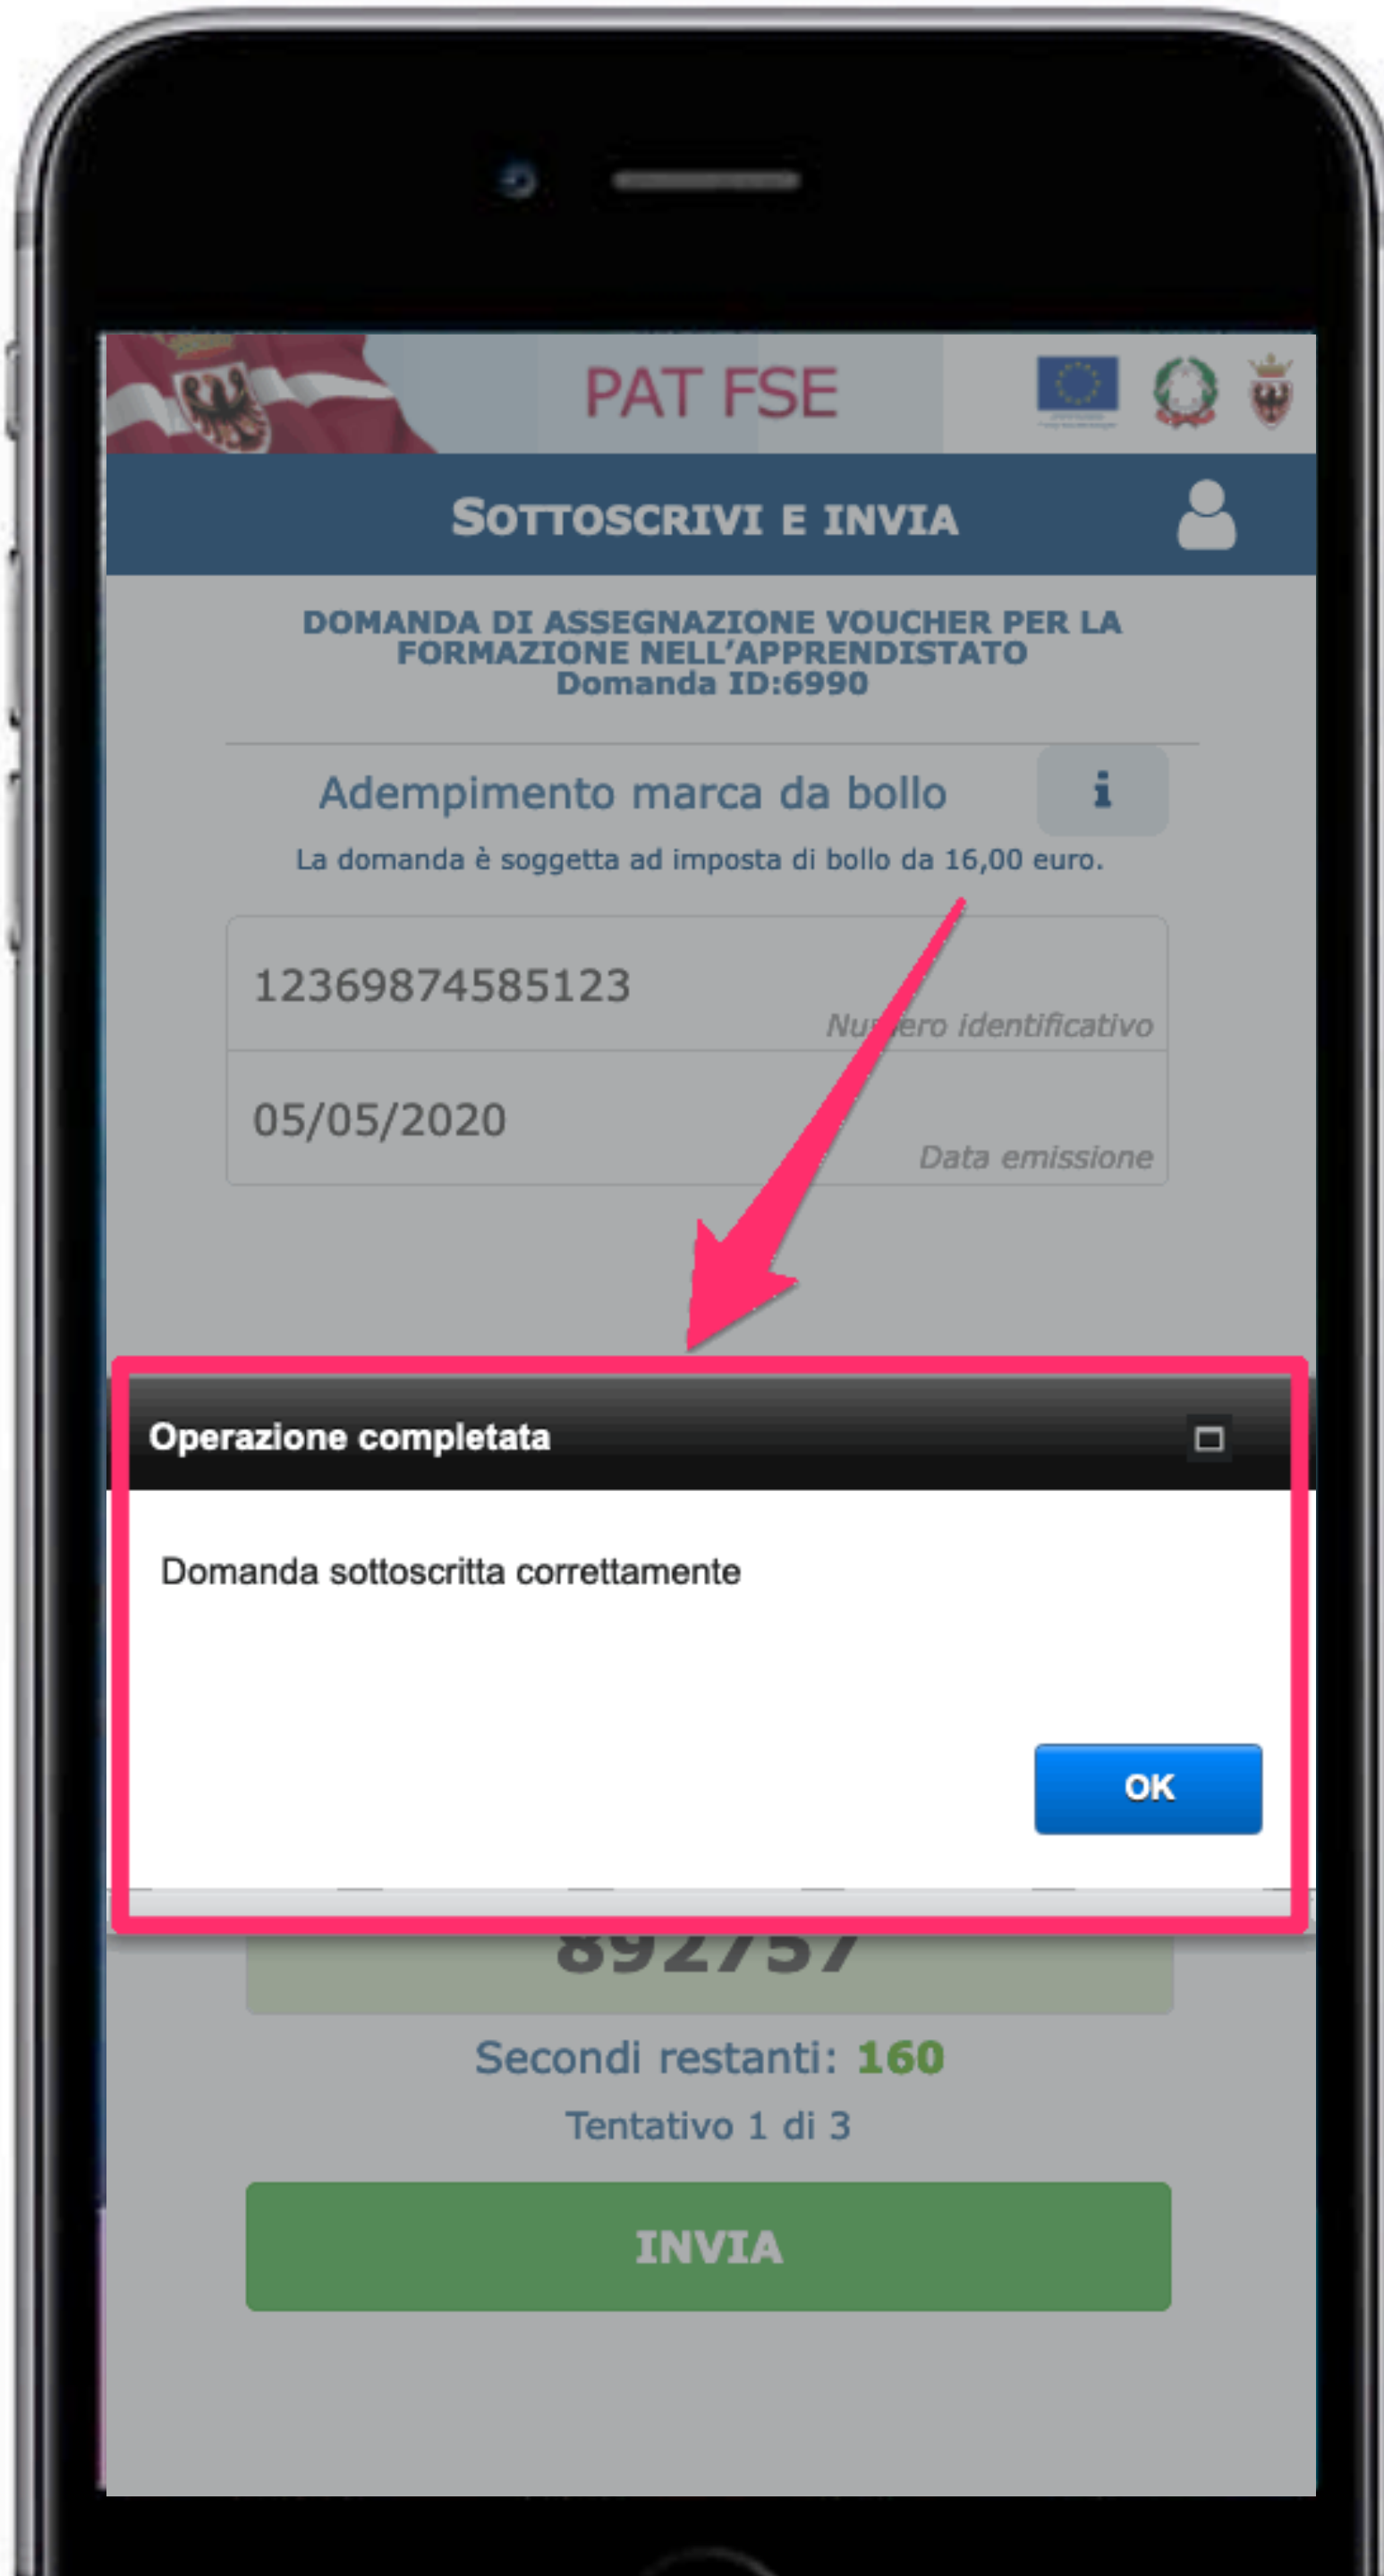 PAT FSE
SOTTOSCRIVI E INVIA
DOMANDA DI ASSEGNAZIONE VOUCHER PER LA
FORMAZIONE NELL'APPRENDISTATO
Domanda ID:6990
Adempimento marca da bollo
i
La domanda è soggetta ad imposta di bollo da 16,00 euro.
12369874585123
Numero identificativo
05/05/2020
Data emissione
Operazione completata
Domanda sottoscritta correttamente
OK
892757
Secondi restanti: 160
Tentativo 1 di 3
INVIA